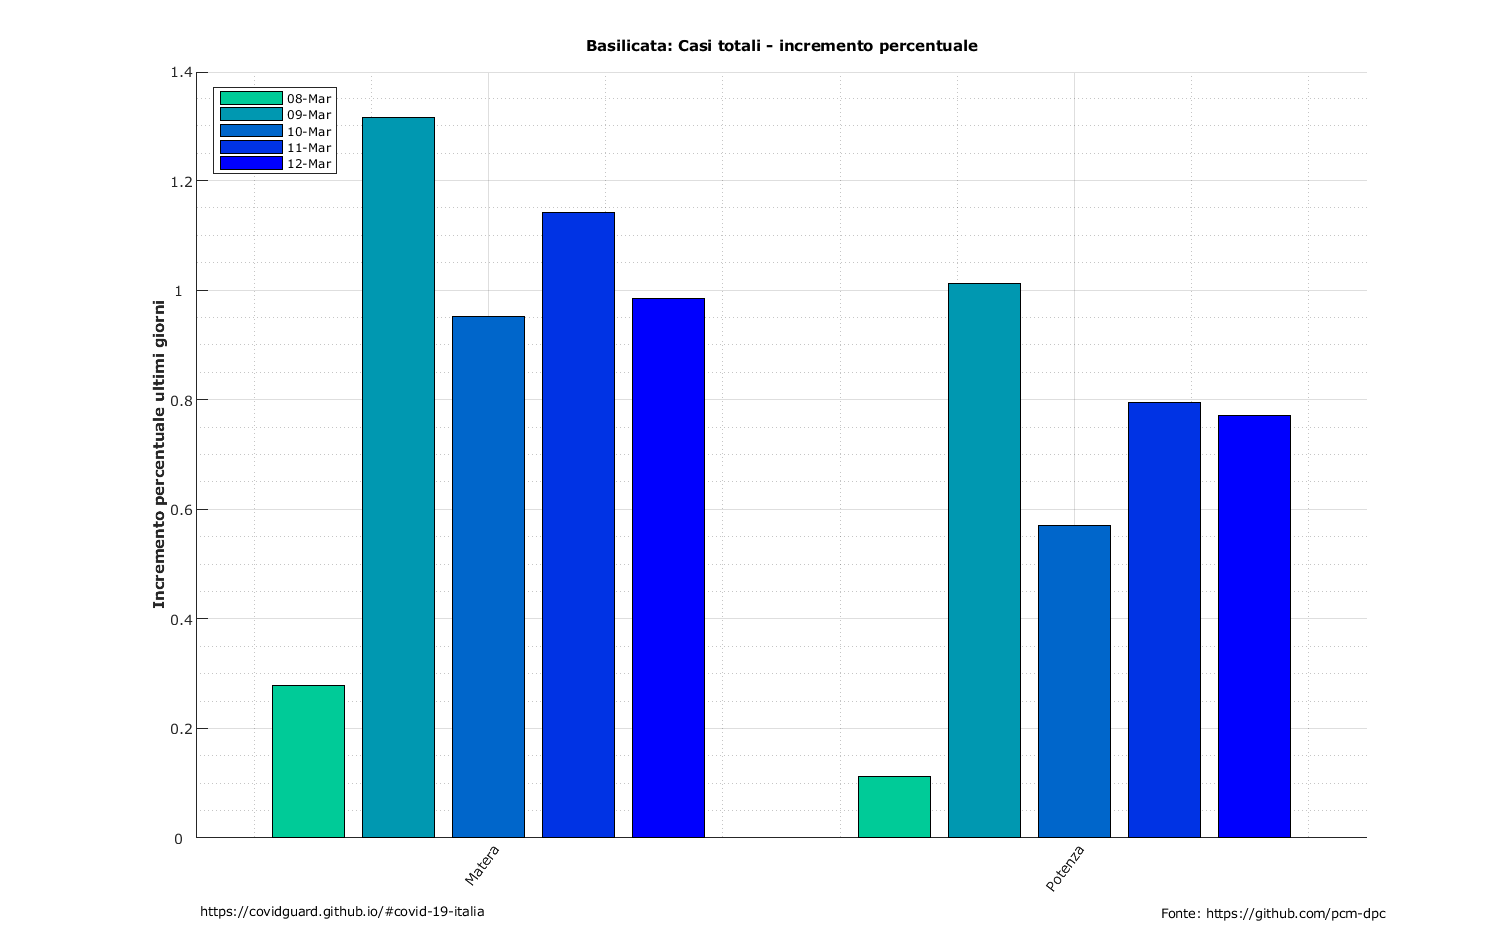 Basilicata: Casi totali - incremento percentuale
1.4
1.2
1
0.8
0.6
0.4
0.2
0
Incremento percentuale ultimi giorni
08-Mar
09-Mar
10-Mar
11-Mar
12-Mar
Matera
Potenza
https://covidguard.github.io/#covid-19-italia
Fonte: https://github.com/pcm-dpc